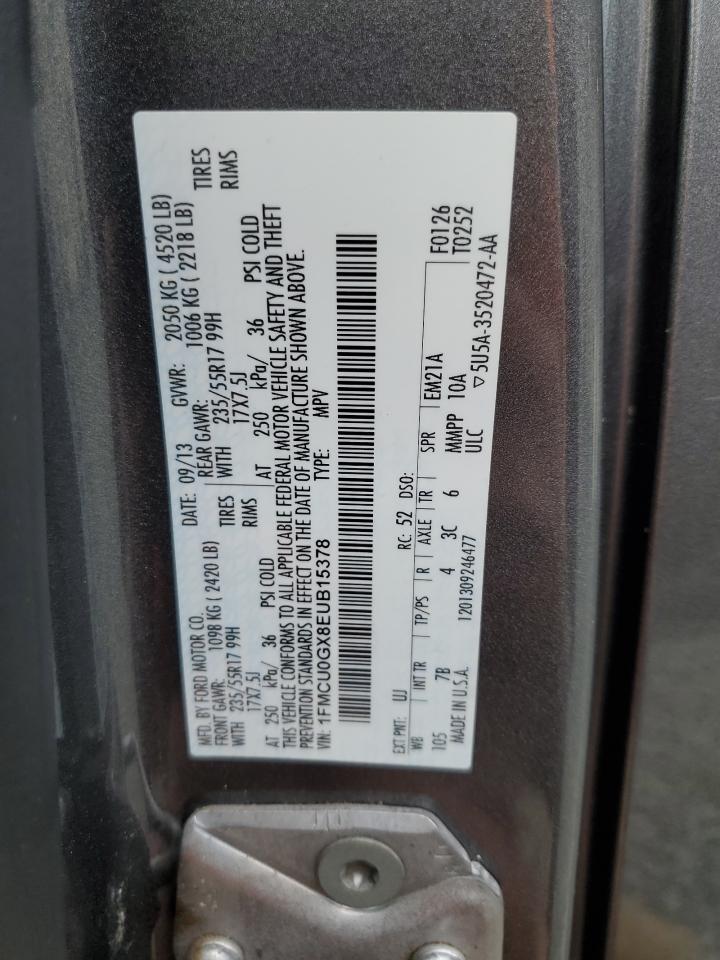 MFD. BY FORD MOTOR CO.
DATE: 09/13 GVWR: 2050 KG ( 4520 LB)
FRONT GAWR: 1098 KG ( 2420 LB) REAR GAWR: 1006 KG ( 2218 LB)
WITH 235/55R17 99H TIRES WITH 235/55R17 99H TIRES
17X7.5J RIMS 17X7.5J RIMS
AT 250 kPa/ 36 PSI COLD AT 250 kPa/ 36 PSI COLD
THIS VEHICLE CONFORMS TO ALL APPLICABLE FEDERAL MOTOR VEHICLE SAFETY AND THEFT
PREVENTION STANDARDS IN EFFECT ON THE DATE OF MANUFACTURE SHOWN ABOVE.
VIN: 1FMCU0GX8EUB15378 TYPE: MPV
EXT PNT: UJ RC: 52 DSO:
WB INT TR TP/PS R AXLE TR SPR EM21A F0126
105 7B 4 3C 6 MMPP 10A T0252
ULC
MADE IN U.S.A. 1201309246477 ▽5U5A-3520472-AA